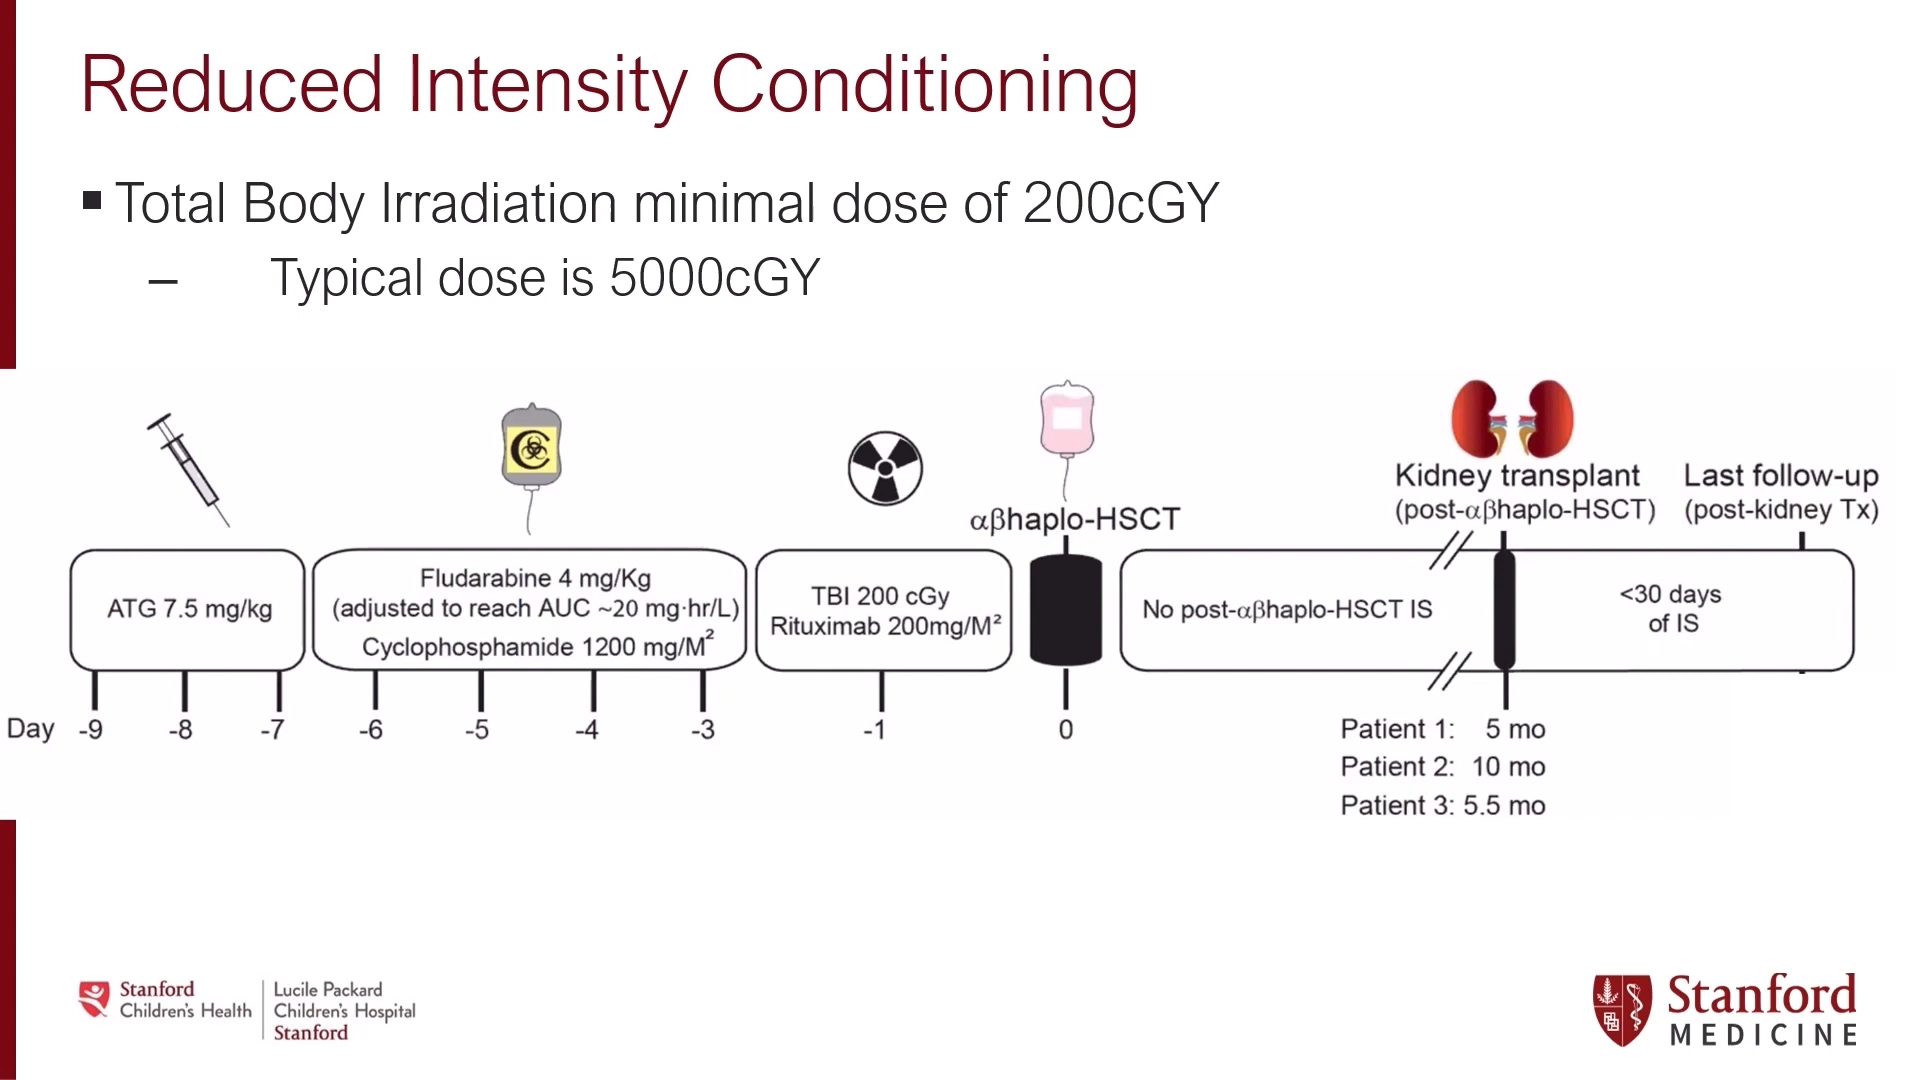 Reduced Intensity Conditioning
▪ Total Body Irradiation minimal dose of 200cGY
– Typical dose is 5000cGY
C
αβhaplo-HSCT
Kidney transplant
(post-αβhaplo-HSCT)
Last follow-up
(post-kidney Tx)
ATG 7.5 mg/kg
Fludarabine 4 mg/Kg
(adjusted to reach AUC ~20 mg·hr/L)
Cyclophosphamide 1200 mg/M²
TBI 200 cGy
Rituximab 200mg/M²
No post-αβhaplo-HSCT IS
<30 days
of IS
Day -9 -8 -7 -6 -5 -4 -3 -1 0
Patient 1: 5 mo
Patient 2: 10 mo
Patient 3: 5.5 mo
Stanford
Children's Health
Lucile Packard
Children's Hospital
Stanford
Stanford
MEDICINE